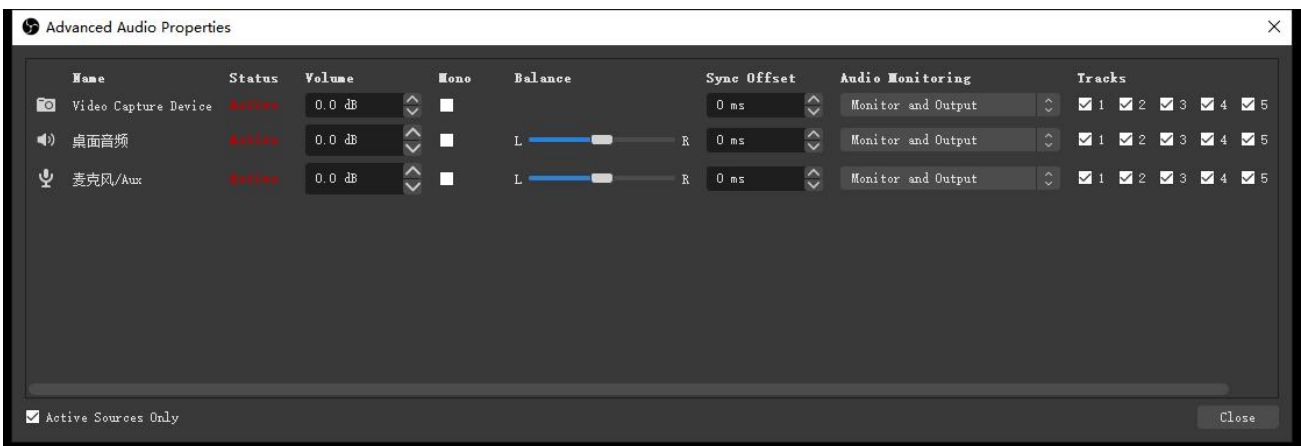 Advanced Audio Properties
Name Status Volume Mono Balance Sync Offset Audio Monitoring Tracks
Video Capture Device Active 0.0 dB 0 ms Monitor and Output 1 2 3 4 5
桌面音频 Active 0.0 dB L R 0 ms Monitor and Output 1 2 3 4 5
麦克风/Aux Active 0.0 dB L R 0 ms Monitor and Output 1 2 3 4 5
Active Sources Only Close